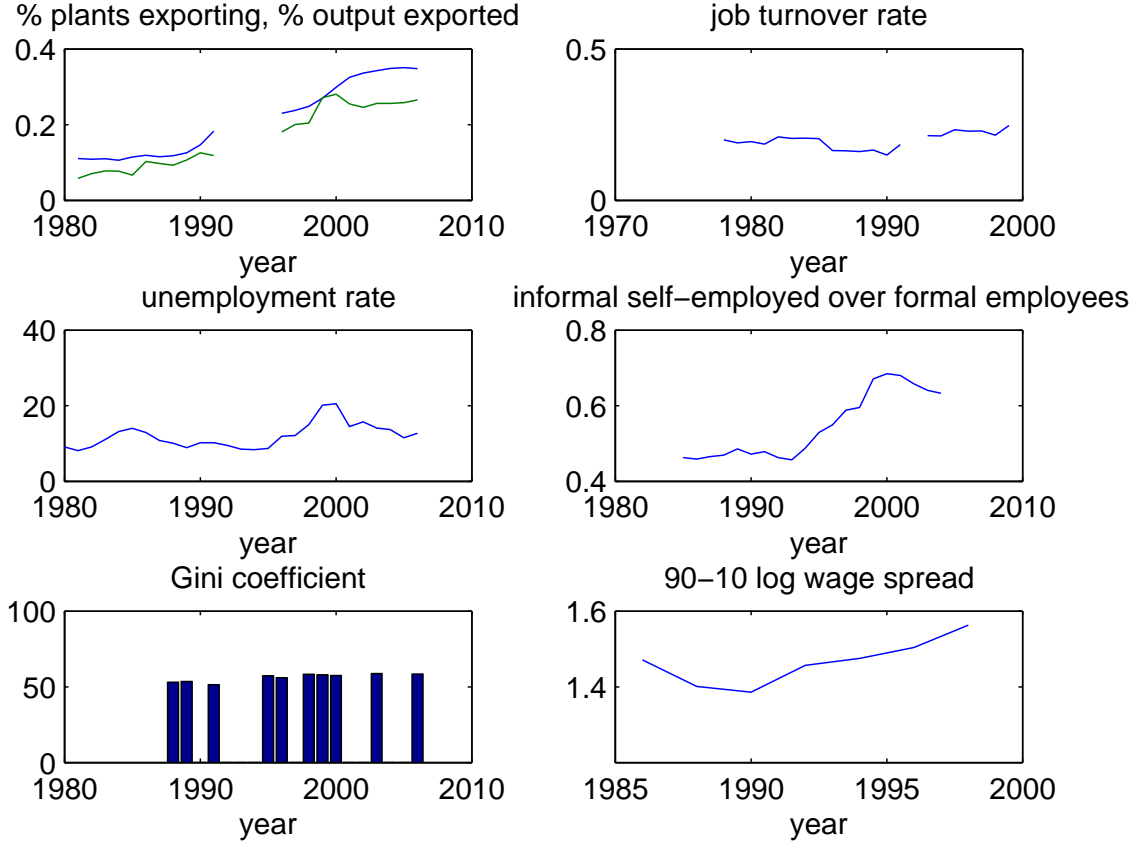 % plants exporting, % output exported
0.4
0.2
0
1980 1990 2000 2010
year
job turnover rate
0.5
0
1970 1980 1990 2000
year
unemployment rate
40
20
0
1980 1990 2000 2010
year
informal self−employed over formal employees
0.8
0.6
0.4
1980 1990 2000 2010
year
Gini coefficient
100
50
0
1980 1990 2000 2010
year
90−10 log wage spread
1.6
1.4
1985 1990 1995 2000
year